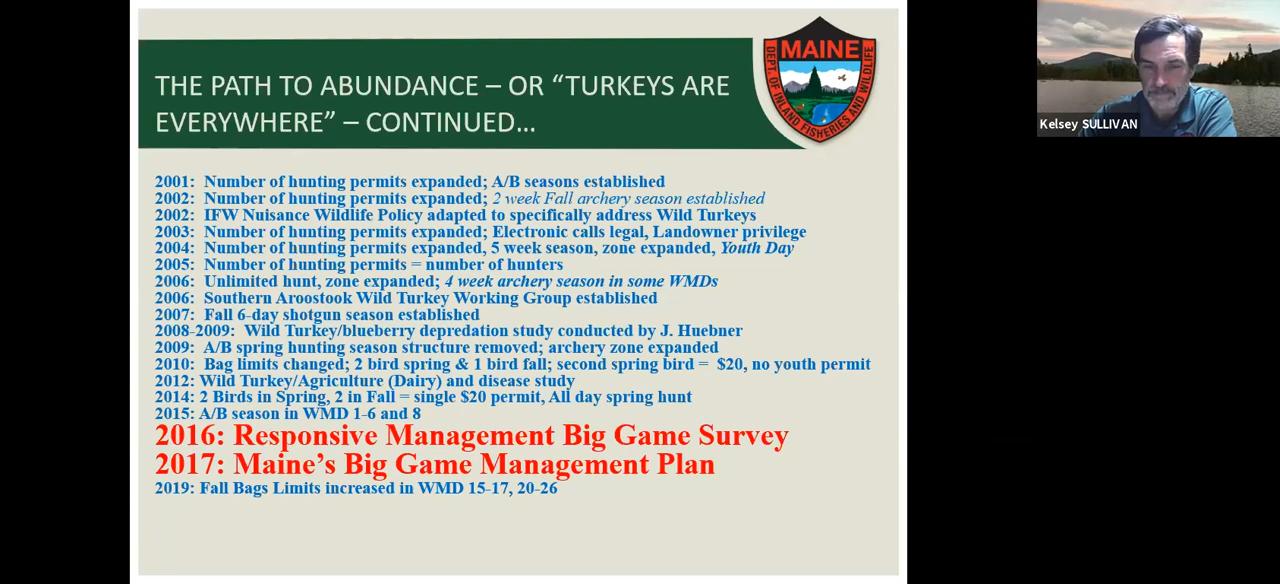 THE PATH TO ABUNDANCE – OR “TURKEYS ARE
EVERYWHERE” – CONTINUED…
MAINE
DEPT. OF INLAND FISHERIES AND WILDLIFE
Kelsey SULLIVAN
2001: Number of hunting permits expanded; A/B seasons established
2002: Number of hunting permits expanded; 2 week Fall archery season established
2002: IFW Nuisance Wildlife Policy adapted to specifically address Wild Turkeys
2003: Number of hunting permits expanded; Electronic calls legal, Landowner privilege
2004: Number of hunting permits expanded, 5 week season, zone expanded, Youth Day
2005: Number of hunting permits = number of hunters
2006: Unlimited hunt, zone expanded; 4 week archery season in some WMDs
2006: Southern Aroostook Wild Turkey Working Group established
2007: Fall 6-day shotgun season established
2008-2009: Wild Turkey/blueberry depredation study conducted by J. Huebner
2009: A/B spring hunting season structure removed; archery zone expanded
2010: Bag limits changed; 2 bird spring & 1 bird fall; second spring bird = $20, no youth permit
2012: Wild Turkey/Agriculture (Dairy) and disease study
2014: 2 Birds in Spring, 2 in Fall = single $20 permit, All day spring hunt
2015: A/B season in WMD 1-6 and 8
2016: Responsive Management Big Game Survey
2017: Maine’s Big Game Management Plan
2019: Fall Bags Limits increased in WMD 15-17, 20-26